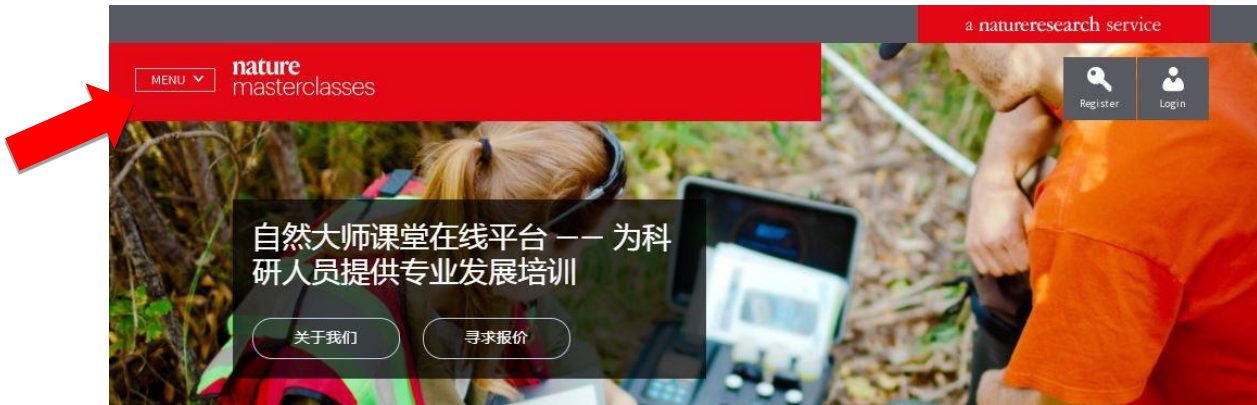 a natureresearch service
MENU
nature
masterclasses
Register
Login
自然大师课堂在线平台 —— 为科
研人员提供专业发展培训
关于我们
寻求报价